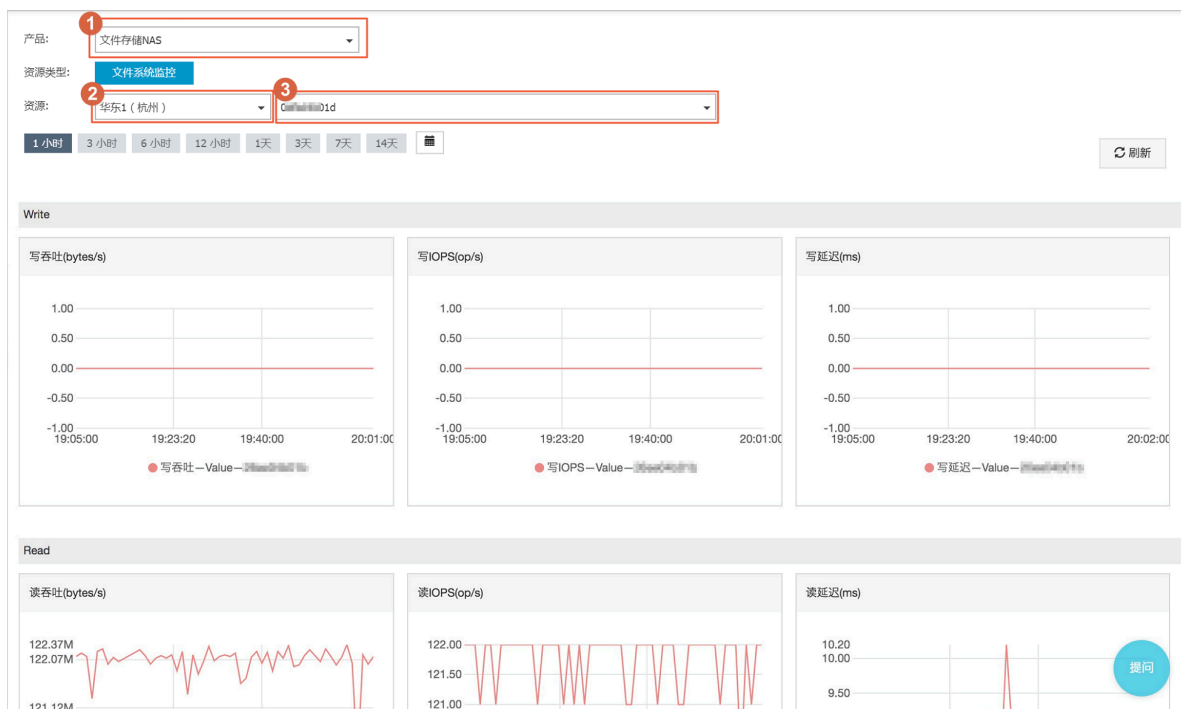 1
产品: 文件存储NAS
资源类型: 文件系统监控
2 3
资源: 华东1 ( 杭州 ) 01d
1 小时 3 小时 6 小时 12 小时 1天 3天 7天 14天
刷新
Write
写吞吐(bytes/s) 写IOPS(op/s) 写延迟(ms)
1.00 1.00 1.00
0.50 0.50 0.50
0.00 0.00 0.00
-0.50 -0.50 -0.50
-1.00 -1.00 -1.00
19:05:00 19:23:20 19:40:00 20:01:00 19:05:00 19:23:20 19:40:00 20:01:00 19:05:00 19:23:20 19:40:00 20:02:00
写吞吐—Value— 写IOPS—Value— 写延迟—Value—
Read
读吞吐(bytes/s) 读IOPS(op/s) 读延迟(ms)
122.37M 122.00 10.20
122.07M 10.00
提问
121.50
9.50
121.12M 121.00